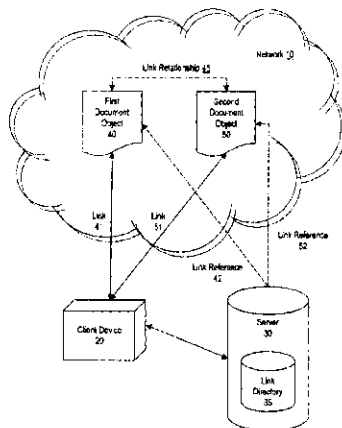 Network 10
Link Relationship 45
First
Document
Object
40
Second
Document
Object
50
Link
41
Link
51
Link Reference
52
Link Reference
42
Client Device
20
Server
30
Link
Directory
35